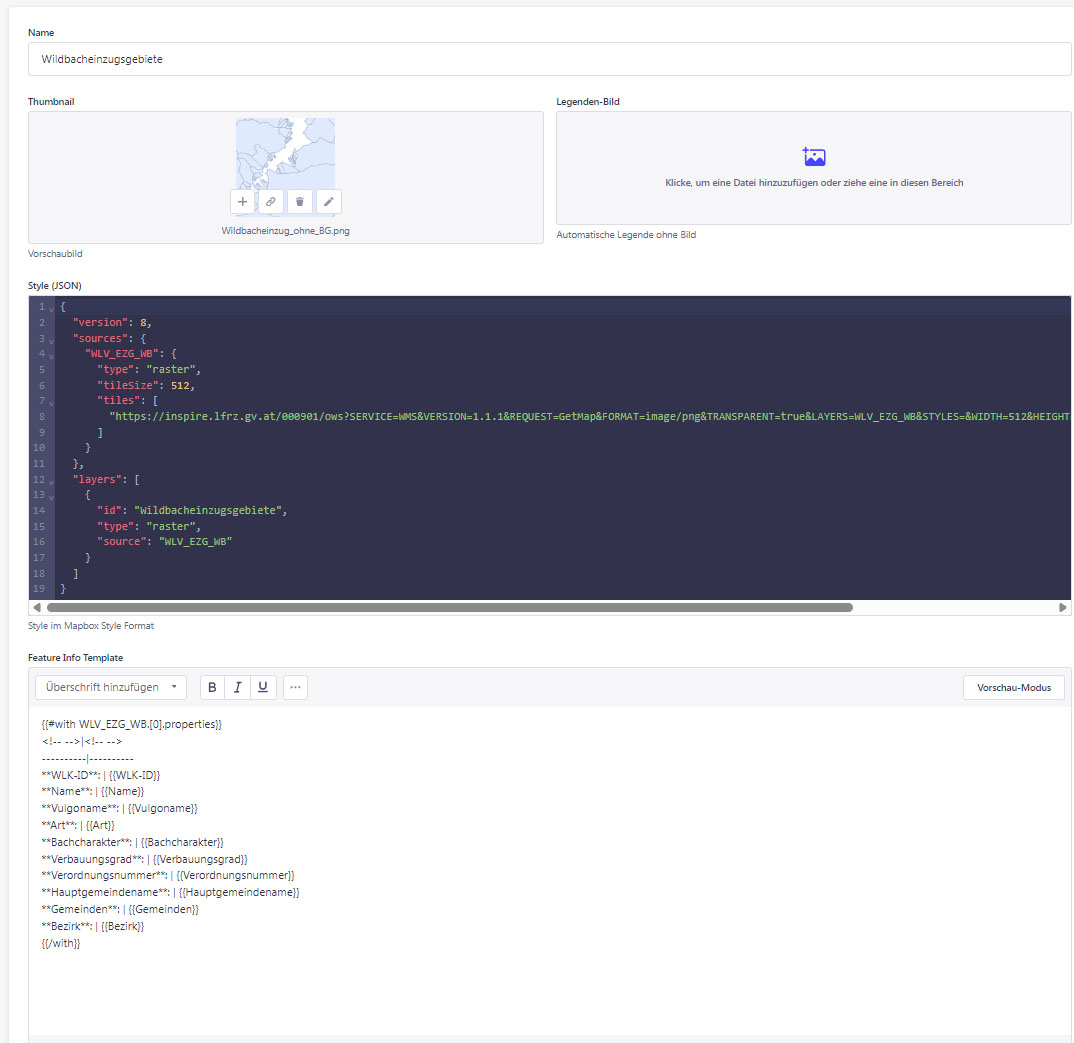 Name
Wildbacheinzugsgebiete
Thumbnail
Legenden-Bild
Klicke, um eine Datei hinzuzufügen oder ziehe eine in diesen Bereich
Wildbacheinzug_ohne_BG.png
Automatische Legende ohne Bild
Vorschaubild
Style (JSON)
1 {
2 "version": 8,
3 "sources": {
4 "WLV_EZG_WB": {
5 "type": "raster",
6 "tileSize": 512,
7 "tiles": [
8 "https://inspire.lfrz.gv.at/000901/ows?SERVICE=WMS&VERSION=1.1.1&REQUEST=GetMap&FORMAT=image/png&TRANSPARENT=true&LAYERS=WLV_EZG_WB&STYLES=&WIDTH=512&HEIGHT
9 ]
10 }
11 },
12 "layers": [
13 {
14 "id": "Wildbacheinzugsgebiete",
15 "type": "raster",
16 "source": "WLV_EZG_WB"
17 }
18 ]
19 }
Style im Mapbox Style Format
Feature Info Template
Überschrift hinzufügen B I U ... Vorschau-Modus
{{#with WLV_EZG_WB.[0].properties}}
<!-- -->|<!-- -->
----------|----------
**WLK-ID**: | {{WLK-ID}}
**Name**: | {{Name}}
**Vulgoname**: | {{Vulgoname}}
**Art**: | {{Art}}
**Bachcharakter**: | {{Bachcharakter}}
**Verbauungsgrad**: | {{Verbauungsgrad}}
**Verordnungsnummer**: | {{Verordnungsnummer}}
**Hauptgemeindename**: | {{Hauptgemeindename}}
**Gemeinden**: | {{Gemeinden}}
**Bezirk**: | {{Bezirk}}
{{/with}}